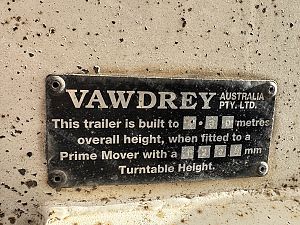 VAWDREY AUSTRALIA PTY. LTD.
This trailer is built to metres
overall height, when fitted to a
Prime Mover with a mm
Turntable Height.